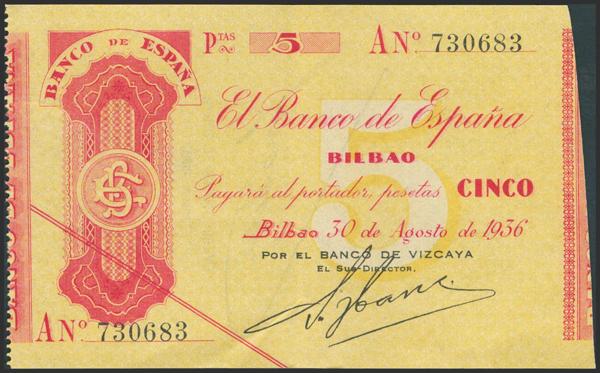 BANCO DE ESPAÑA
PTAS 5 A Nº 730683
El Banco de España
BILBAO
Pagará al portador, pesetas CINCO
Bilbao 30 de Agosto de 1936
POR EL BANCO DE VIZCAYA
EL SUB-DIRECTOR,
A Nº 730683
5